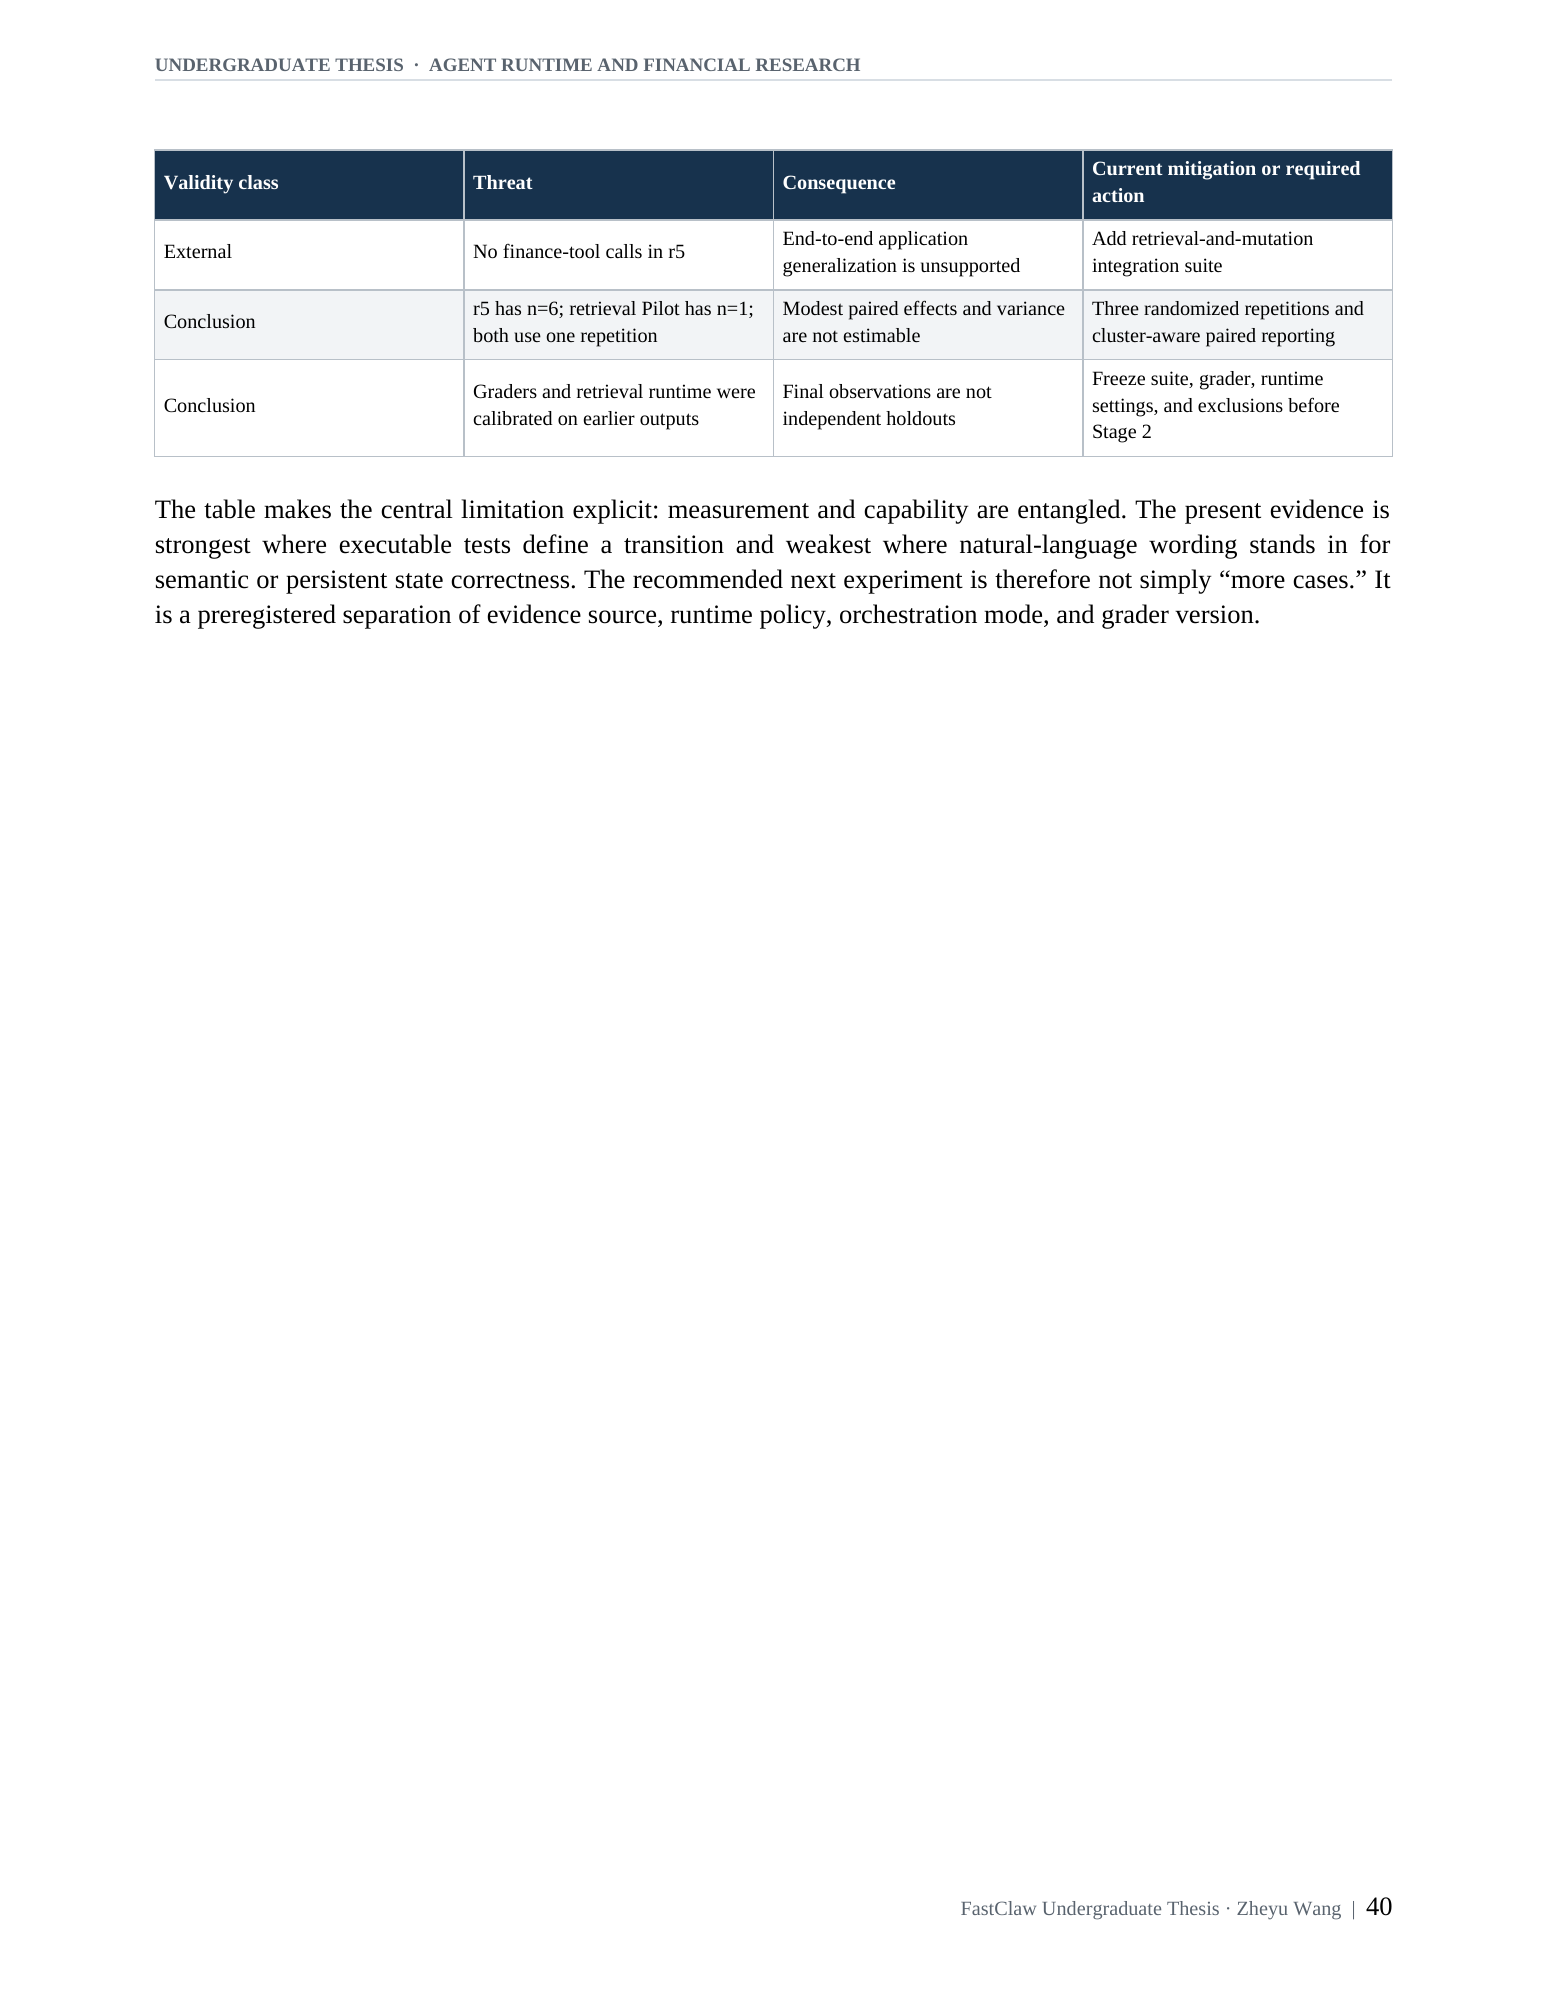 UNDERGRADUATE THESIS · AGENT RUNTIME AND FINANCIAL RESEARCH
Validity class
Threat
Consequence
Current mitigation or required
action
External
No finance-tool calls in r5
End-to-end application
generalization is unsupported
Add retrieval-and-mutation
integration suite
Conclusion
r5 has n=6; retrieval Pilot has n=1;
both use one repetition
Modest paired effects and variance
are not estimable
Three randomized repetitions and
cluster-aware paired reporting
Conclusion
Graders and retrieval runtime were
calibrated on earlier outputs
Final observations are not
independent holdouts
Freeze suite, grader, runtime
settings, and exclusions before
Stage 2
The table makes the central limitation explicit: measurement and capability are entangled. The present evidence is
strongest where executable tests define a transition and weakest where natural-language wording stands in for
semantic or persistent state correctness. The recommended next experiment is therefore not simply “more cases.” It
is a preregistered separation of evidence source, runtime policy, orchestration mode, and grader version.
FastClaw Undergraduate Thesis · Zheyu Wang | 40